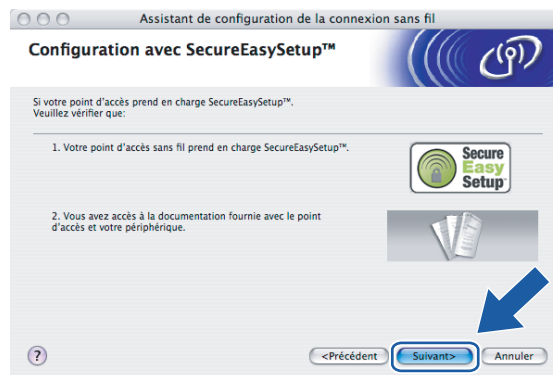 Assistant de configuration de la connexion sans fil
Configuration avec SecureEasySetup™
Si votre point d'accès prend en charge SecureEasySetup™.
Veuillez vérifier que:
1. Votre point d'accès sans fil prend en charge SecureEasySetup™.
Secure
Easy
Setup
2. Vous avez accès à la documentation fournie avec le point
d'accès et votre périphérique.
?
<Précédent
Suivant>
Annuler